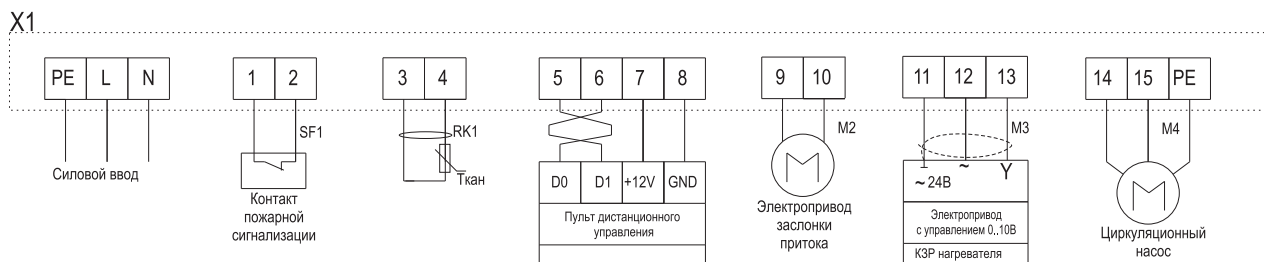 X1
PE L N 1 2 3 4 5 6 7 8 9 10 11 12 13 14 15 PE
SF1
RK1
M2
M3
M4
Силовой ввод
Контакт
пожарной
сигнализации
Tкан
D0 D1 +12V GND
Пульт дистанционного
управления
Электропривод
заслонки
притока
~ Y
~24В
Электропривод
с управлением 0..10В
КЗР нагревателя
Циркуляционный
насос